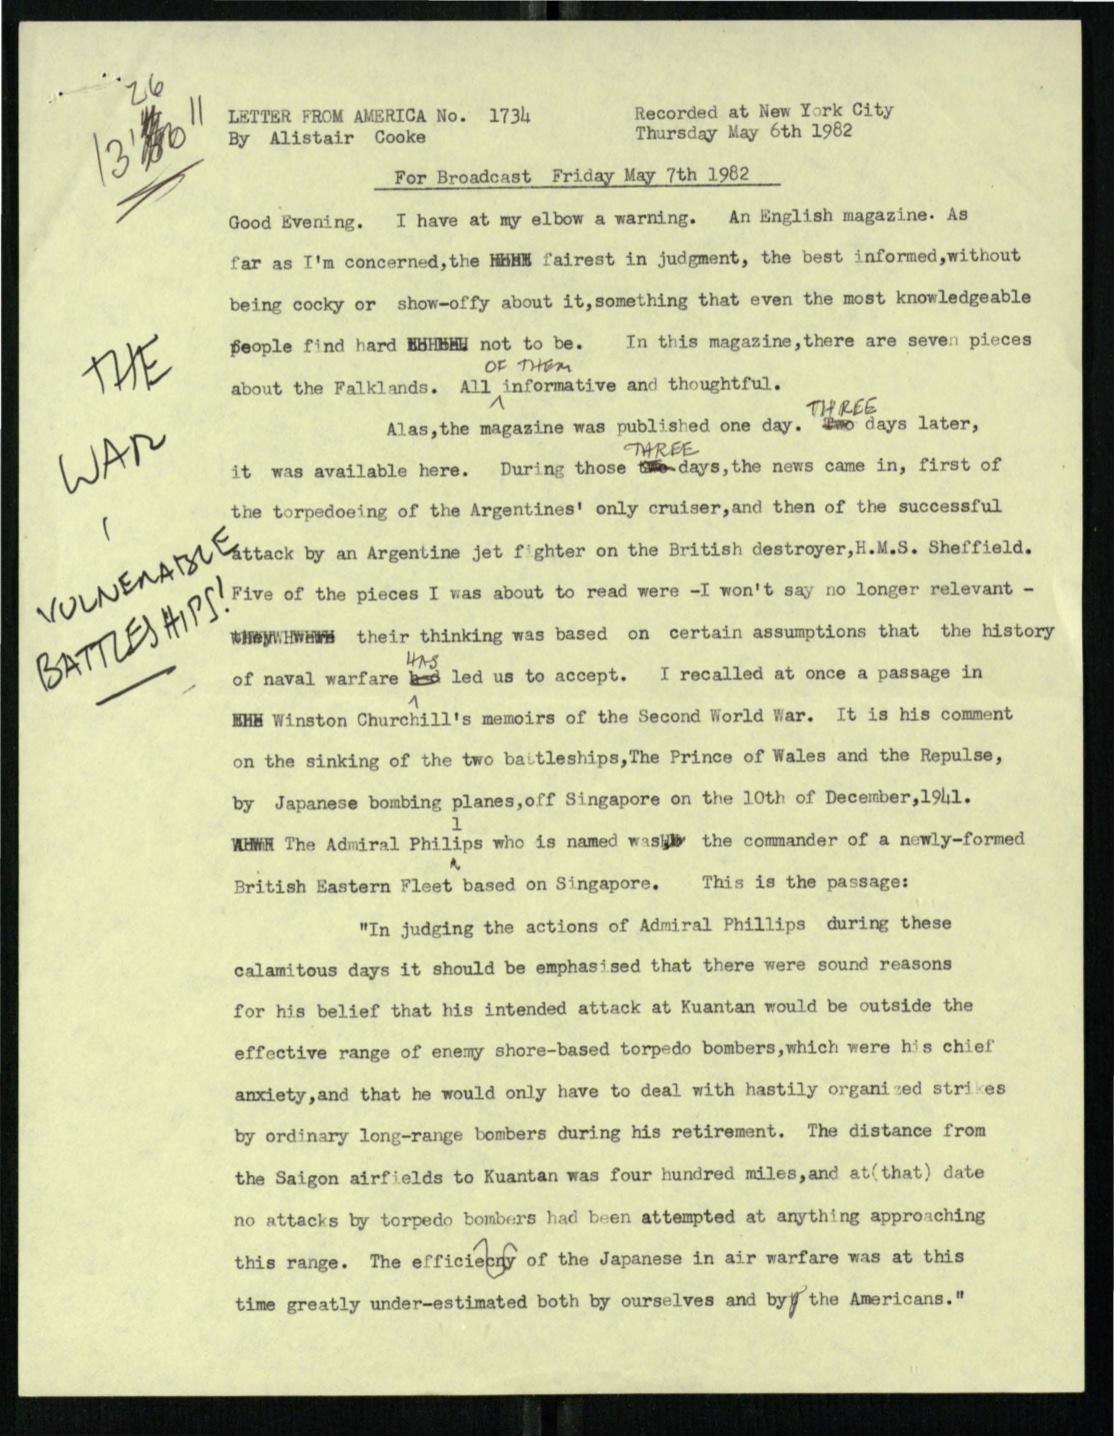 26
13' "
LETTER FROM AMERICA No. 1734
By Alistair Cooke
Recorded at New York City
Thursday May 6th 1982
For Broadcast Friday May 7th 1982
THE
WAR
VULNERABLE
BATTLESHIPS!
Good Evening. I have at my elbow a warning. An English magazine. As
far as I'm concerned,the fairest in judgment, the best informed,without
being cocky or show-offy about it,something that even the most knowledgeable
people find hard not to be. In this magazine,there are seven pieces
about the Falklands. All OF THEM informative and thoughtful.
Alas,the magazine was published one day. THREE days later,
it was available here. During those THREE days,the news came in, first of
the torpedoeing of the Argentines' only cruiser,and then of the successful
attack by an Argentine jet fighter on the British destroyer,H.M.S. Sheffield.
Five of the pieces I was about to read were -I won't say no longer relevant -
their thinking was based on certain assumptions that the history
of naval warfare HAS led us to accept. I recalled at once a passage in
Winston Churchill's memoirs of the Second World War. It is his comment
on the sinking of the two battleships,The Prince of Wales and the Repulse,
by Japanese bombing planes,off Singapore on the 10th of December,1941.
The Admiral Phillips who is named was the commander of a newly-formed
British Eastern Fleet based on Singapore. This is the passage:
"In judging the actions of Admiral Phillips during these
calamitous days it should be emphasised that there were sound reasons
for his belief that his intended attack at Kuantan would be outside the
effective range of enemy shore-based torpedo bombers,which were his chief
anxiety,and that he would only have to deal with hastily organized strikes
by ordinary long-range bombers during his retirement. The distance from
the Saigon airfields to Kuantan was four hundred miles,and at(that) date
no attacks by torpedo bombers had been attempted at anything approaching
this range. The efficiecny of the Japanese in air warfare was at this
time greatly under-estimated both by ourselves and by the Americans."